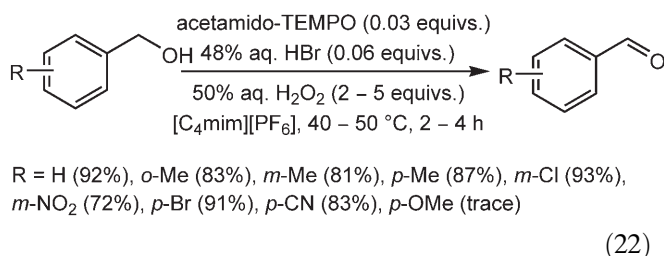 acetamido-TEMPO (0.03 equivs.)
48% aq. HBr (0.06 equivs.)
50% aq. H₂O₂ (2 – 5 equivs.)
[C₄mim][PF₆], 40 – 50 °C, 2 – 4 h
R
OH
R
O
R = H (92%), o-Me (83%), m-Me (81%), p-Me (87%), m-Cl (93%),
m-NO₂ (72%), p-Br (91%), p-CN (83%), p-OMe (trace)
(22)